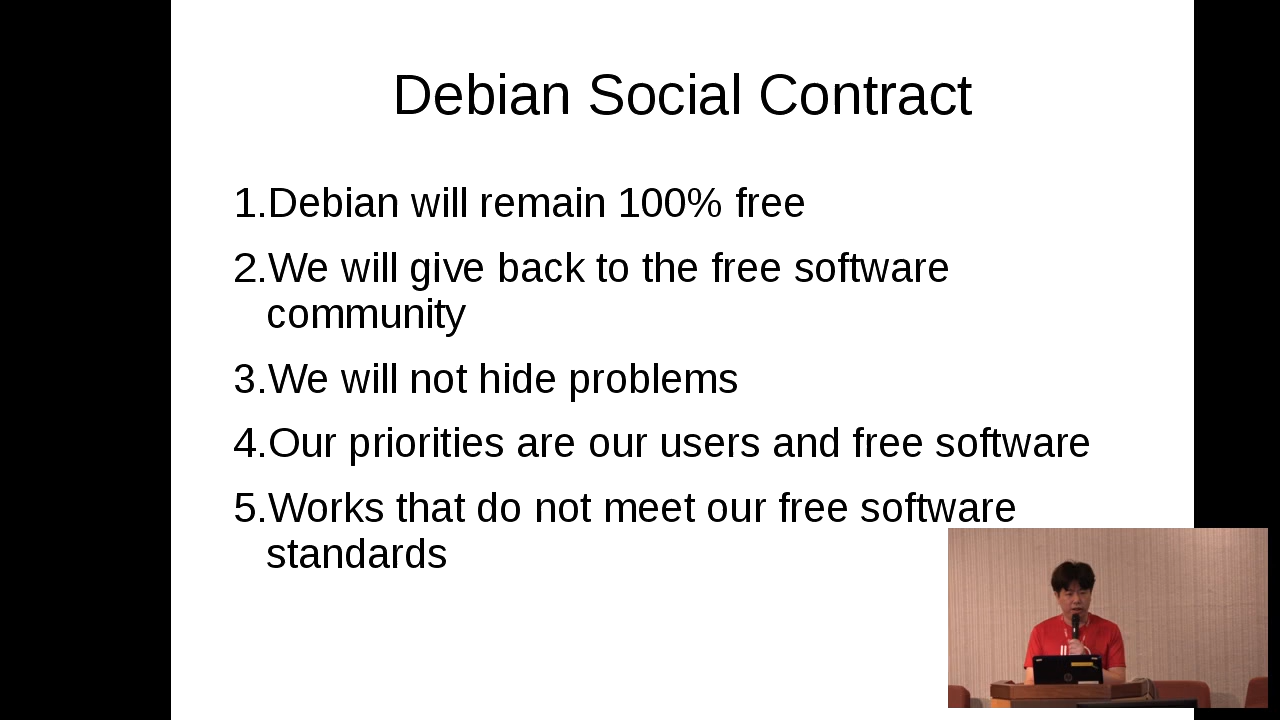 Debian Social Contract
1.Debian will remain 100% free
2.We will give back to the free software
community
3.We will not hide problems
4.Our priorities are our users and free software
5.Works that do not meet our free software
standards